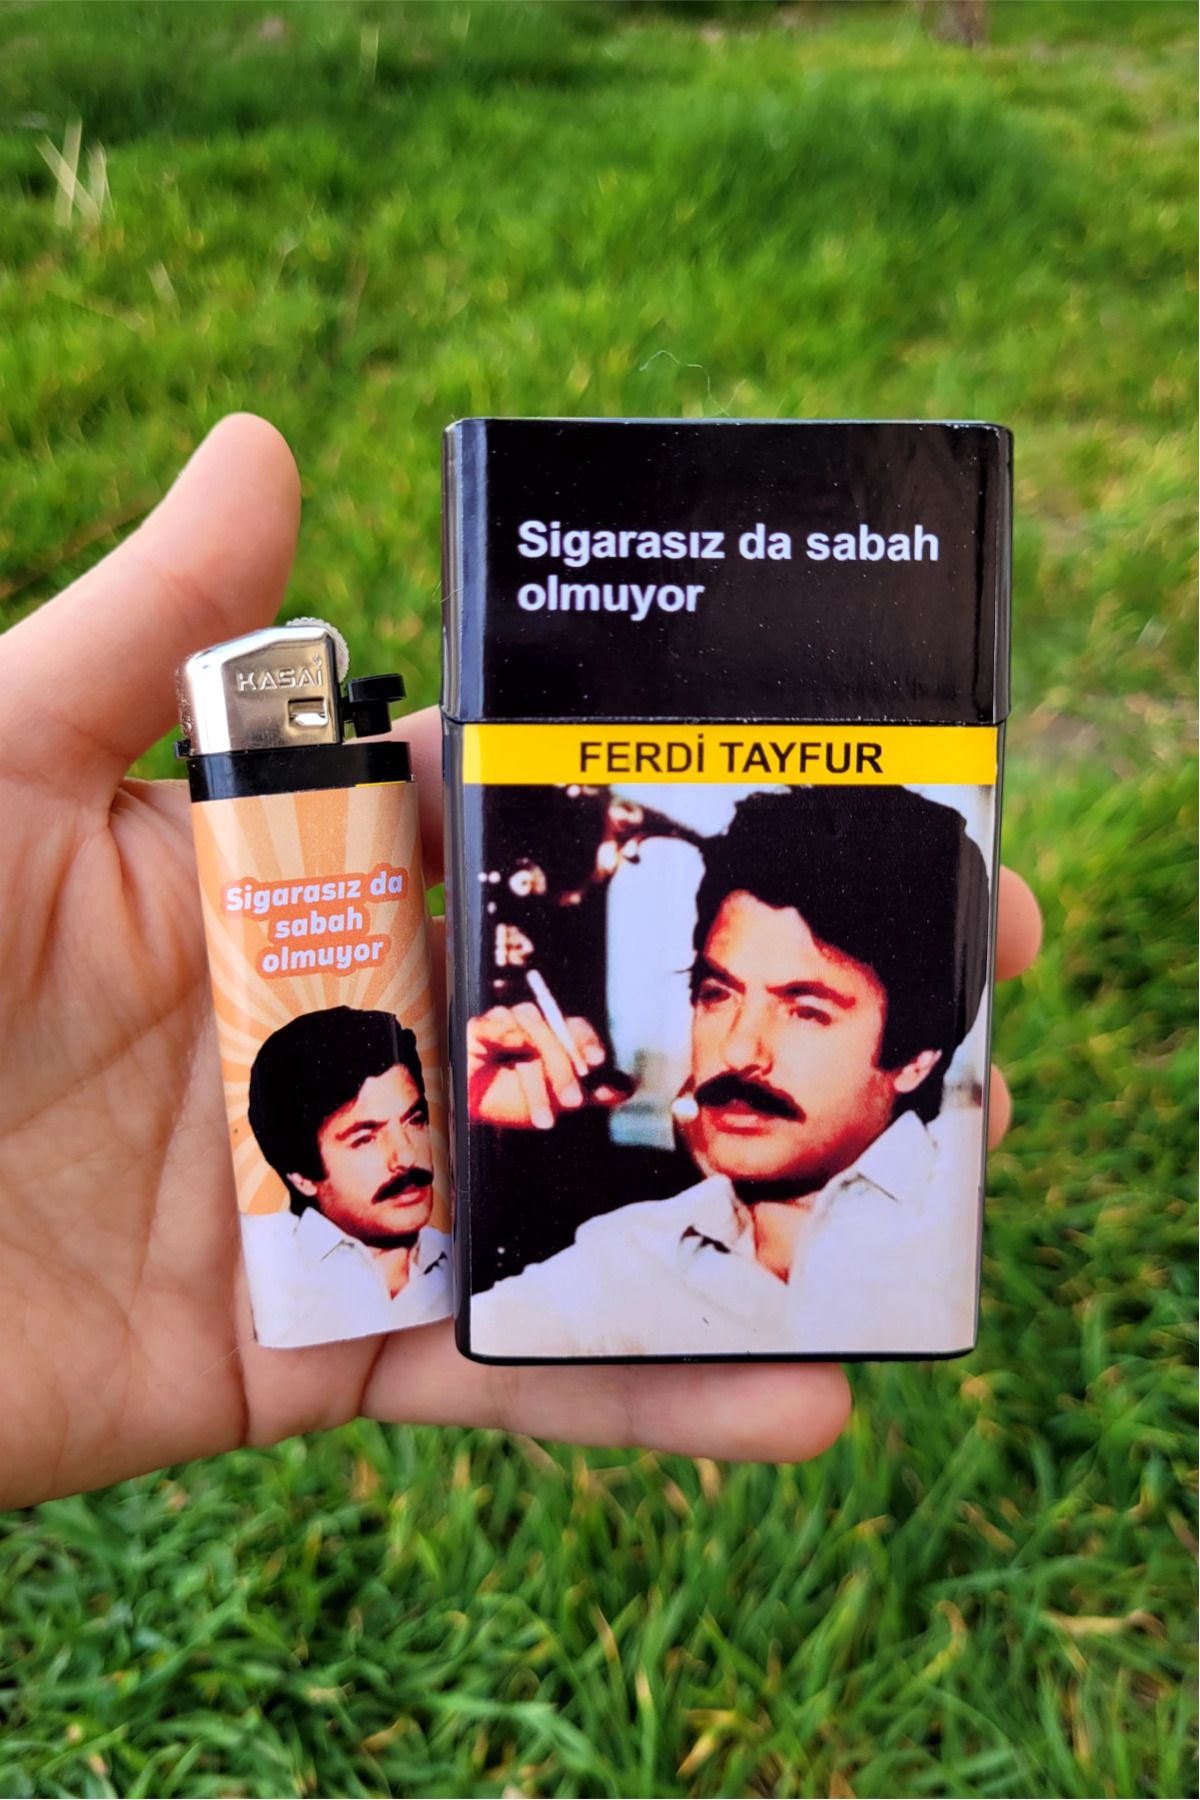 Sigarasız da sabah
olmuyor
FERDİ TAYFUR
KASAI
Sigarasız da
sabah
olmuyor